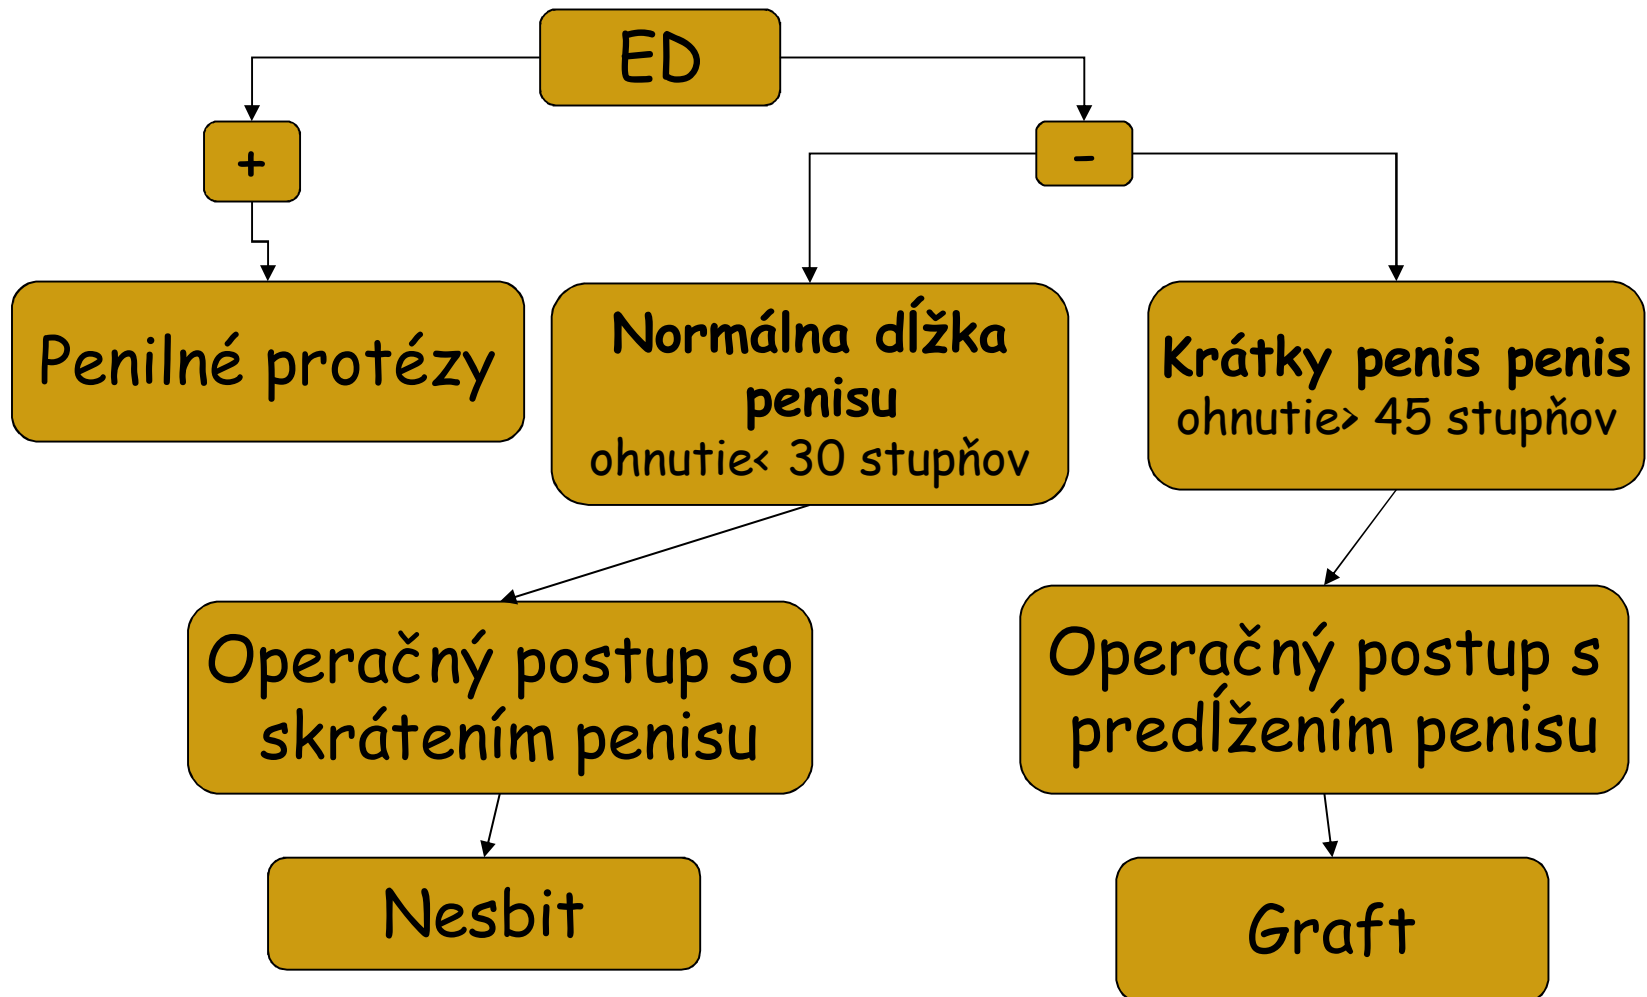 ED
+
-
Penilné protézy
Normálna dĺžka
penisu
ohnutie< 30 stupňov
Krátky penis penis
ohnutie> 45 stupňov
Operačný postup so
skrátením penisu
Operačný postup s
predĺžením penisu
Nesbit
Graft